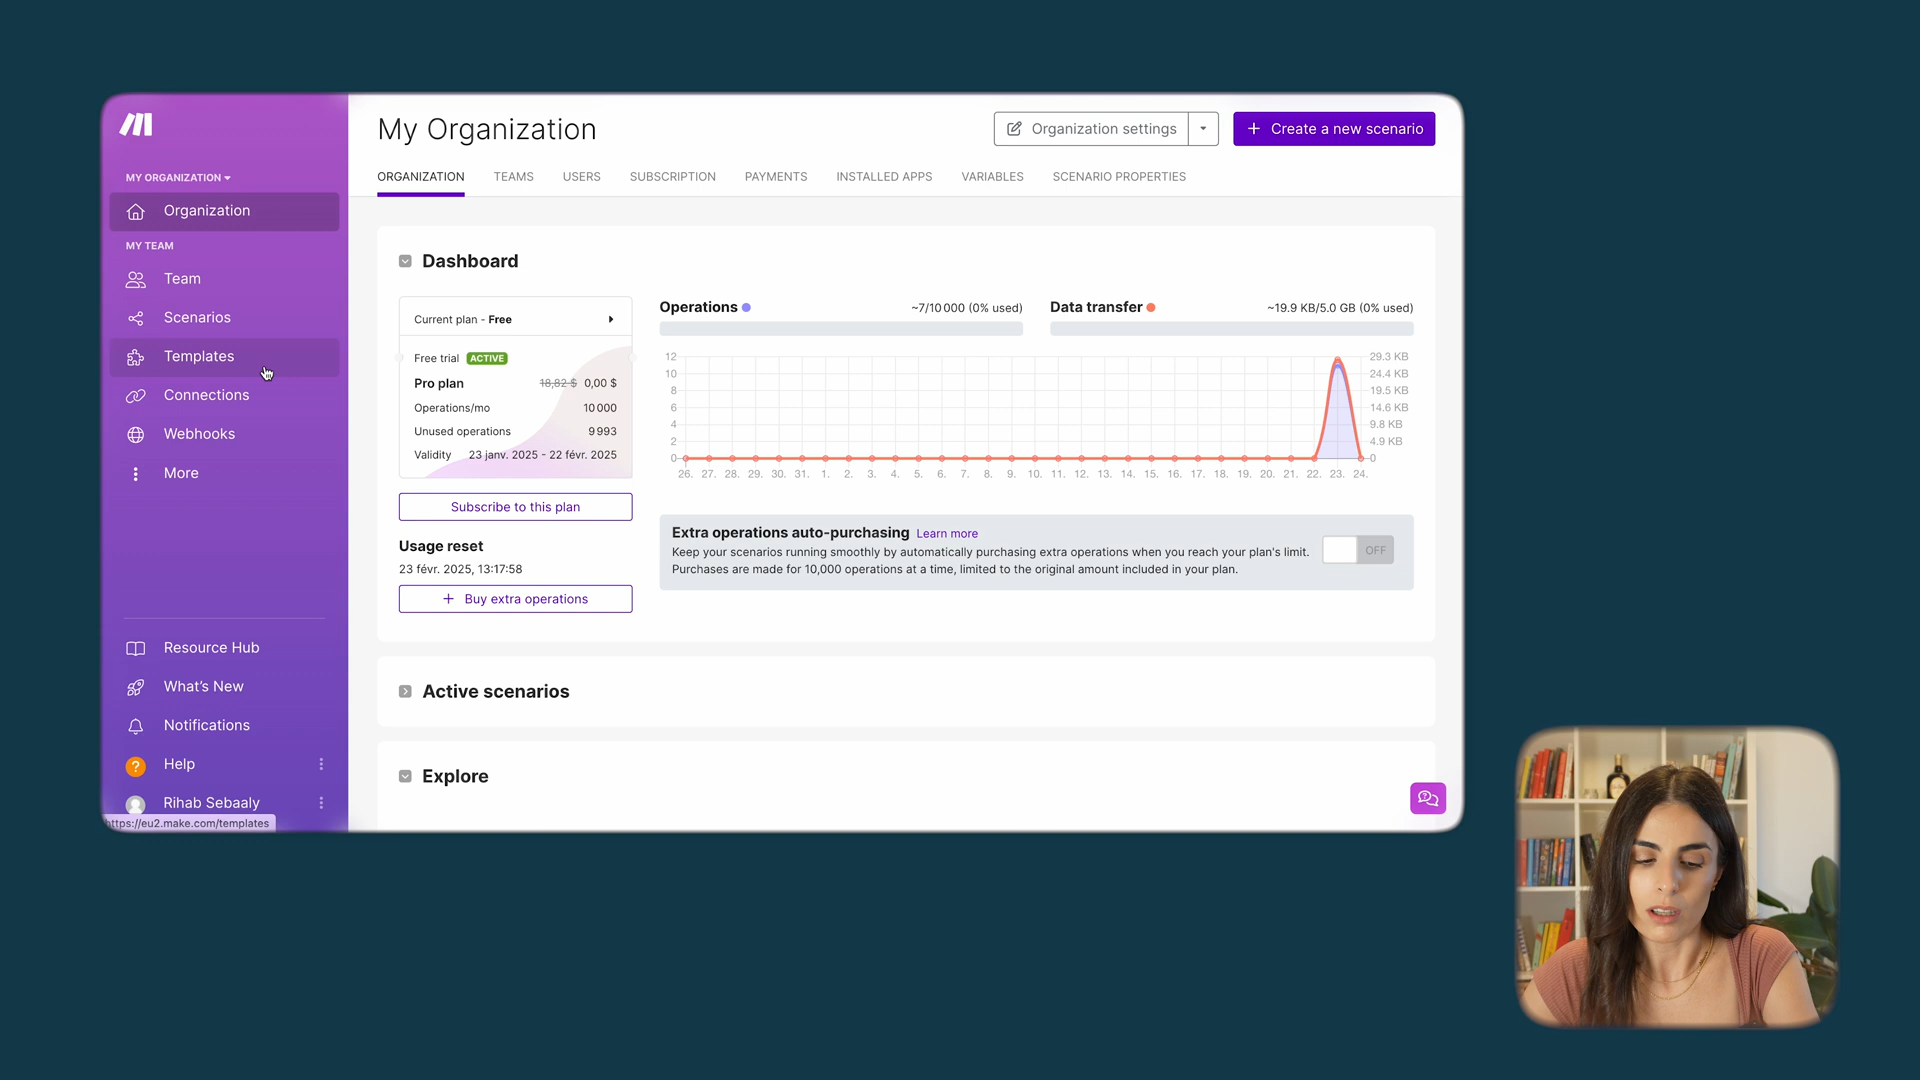 MY ORGANIZATION
Organization
MY TEAM
Team
Scenarios
Templates
Connections
Webhooks
More
Resource Hub
What's New
Notifications
? Help
Rihab Sebaaly
https://eu2.make.com/templates
My Organization
Organization settings
+ Create a new scenario
ORGANIZATION TEAMS USERS SUBSCRIPTION PAYMENTS INSTALLED APPS VARIABLES SCENARIO PROPERTIES
Dashboard
Current plan - Free
Free trial ACTIVE
Pro plan 18,82 $ 0,00 $
Operations/mo 10 000
Unused operations 9 993
Validity 23 janv. 2025 - 22 févr. 2025
Subscribe to this plan
Usage reset
23 févr. 2025, 13:17:58
+ Buy extra operations
Operations ~7/10 000 (0% used)
Data transfer ~19.9 KB/5.0 GB (0% used)
12 29.3 KB
10 24.4 KB
8 19.5 KB
6 14.6 KB
4 9.8 KB
2 4.9 KB
0 0
26. 27. 28. 29. 30. 31. 1. 2. 3. 4. 5. 6. 7. 8. 9. 10. 11. 12. 13. 14. 15. 16. 17. 18. 19. 20. 21. 22. 23. 24.
Extra operations auto-purchasing Learn more
Keep your scenarios running smoothly by automatically purchasing extra operations when you reach your plan's limit.
Purchases are made for 10,000 operations at a time, limited to the original amount included in your plan.
OFF
Active scenarios
Explore